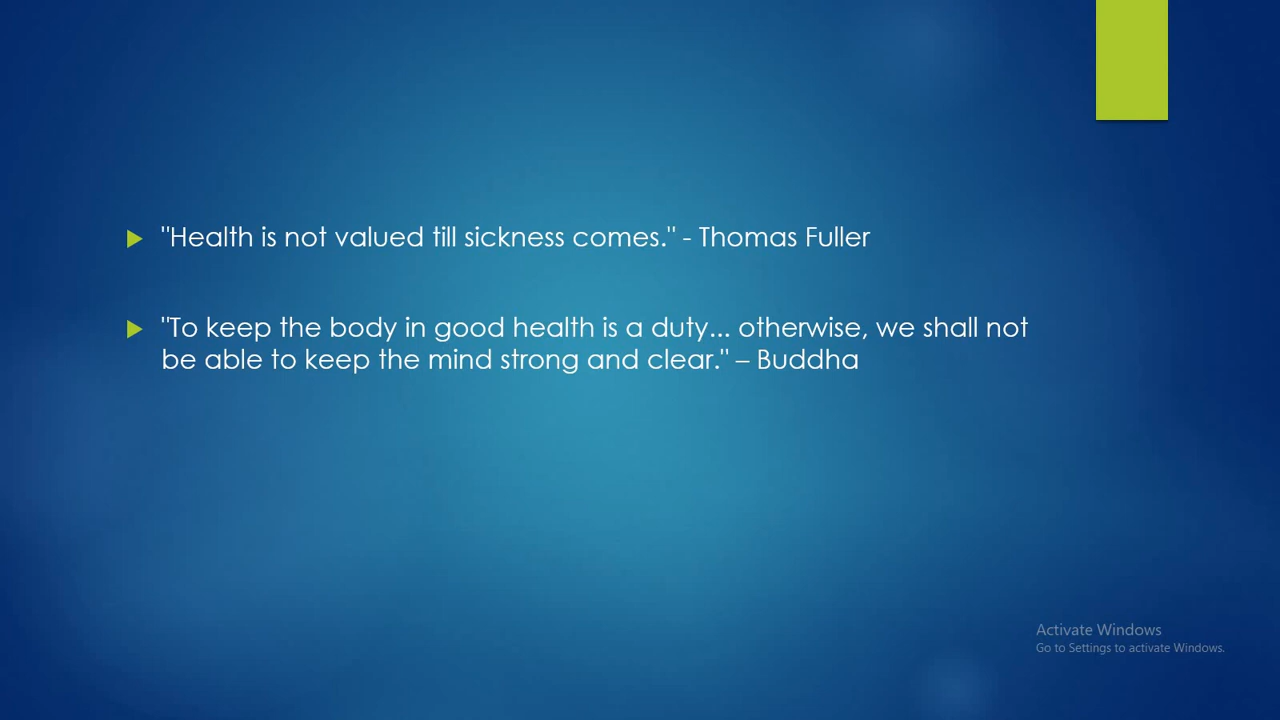 "Health is not valued till sickness comes." - Thomas Fuller
"To keep the body in good health is a duty... otherwise, we shall not
be able to keep the mind strong and clear." – Buddha
Activate Windows
Go to Settings to activate Windows.